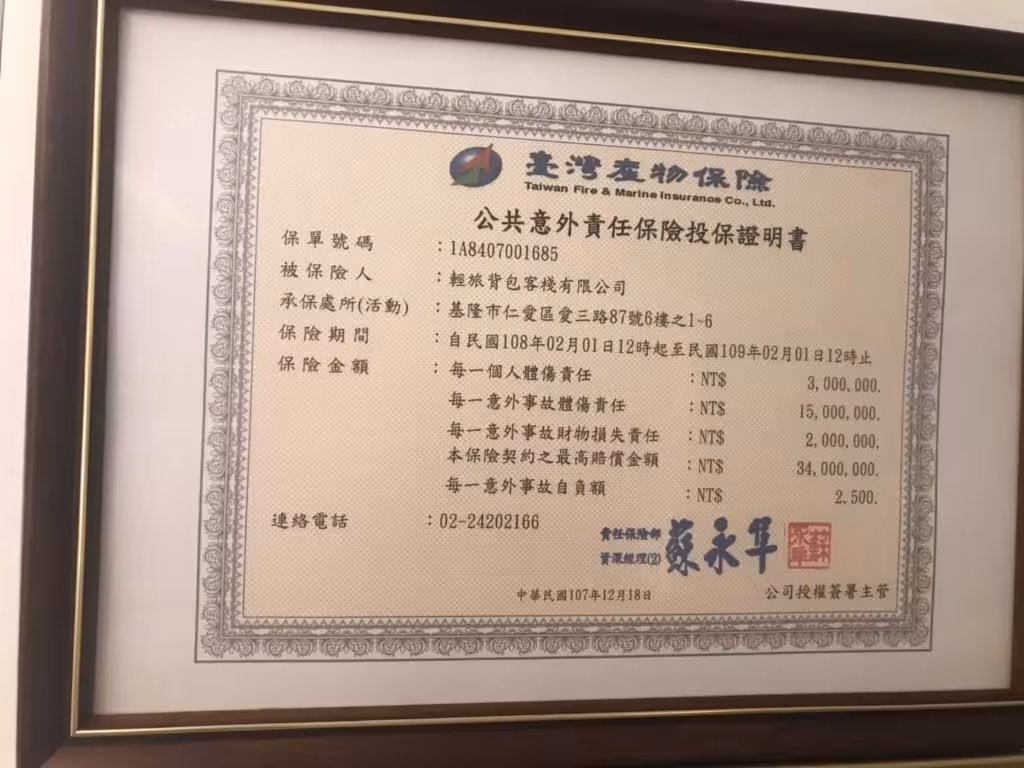 臺灣產物保險
Taiwan Fire & Marine Insurance Co., Ltd.
公共意外責任保險投保證明書
保單號碼 : 1A8407001685
被保險人 : 輕旅背包客棧有限公司
承保處所(活動) : 基隆市仁愛區愛三路87號6樓之1~6
保險期間 : 自民國108年02月01日12時起至民國109年02月01日12時止
保險金額 : 每一個人體傷責任 : NT$ 3,000,000.
每一意外事故體傷責任 : NT$ 15,000,000.
每一意外事故財物損失責任 : NT$ 2,000,000.
本保險契約之最高賠償金額 : NT$ 34,000,000.
每一意外事故自負額 : NT$ 2.500.
連絡電話 : 02-24202166
責任保險部
資深經理(2) 蘇永隼
中華民國107年12月18日
公司授權簽署主管